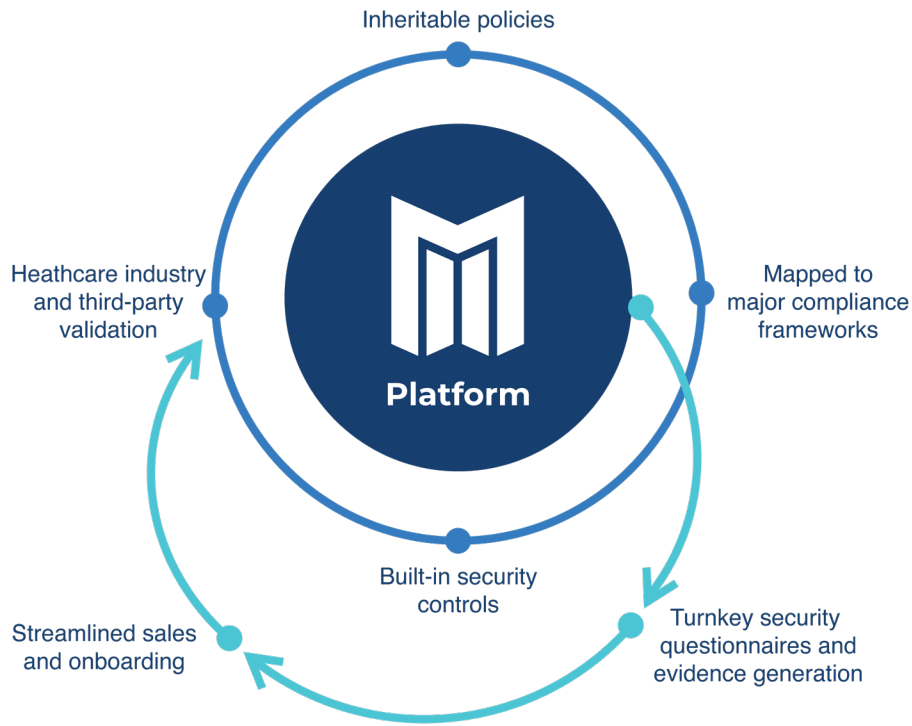 Inheritable policies
Heathcare industry
and third-party
validation
Mapped to
major compliance
frameworks
Platform
Built-in security
controls
Streamlined sales
and onboarding
Turnkey security
questionnaires and
evidence generation